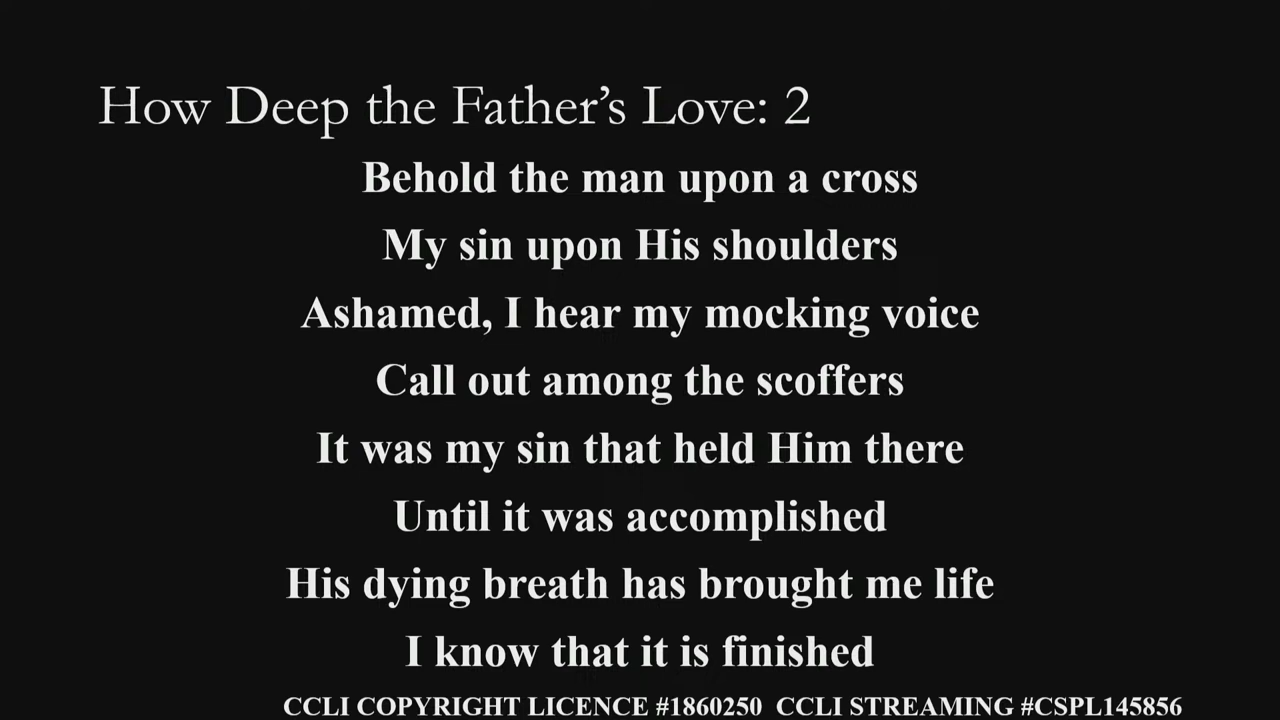 How Deep the Father’s Love: 2
Behold the man upon a cross
My sin upon His shoulders
Ashamed, I hear my mocking voice
Call out among the scoffers
It was my sin that held Him there
Until it was accomplished
His dying breath has brought me life
I know that it is finished
CCLI COPYRIGHT LICENCE #1860250 CCLI STREAMING #CSPL145856